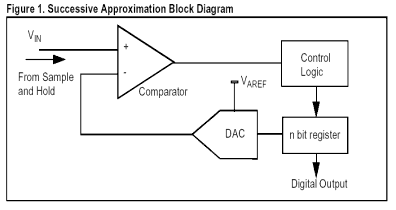 Figure 1. Successive Approximation Block Diagram
VIN
+
-
From Sample
and Hold
Comparator
Control
Logic
VAREF
DAC
n bit register
Digital Output